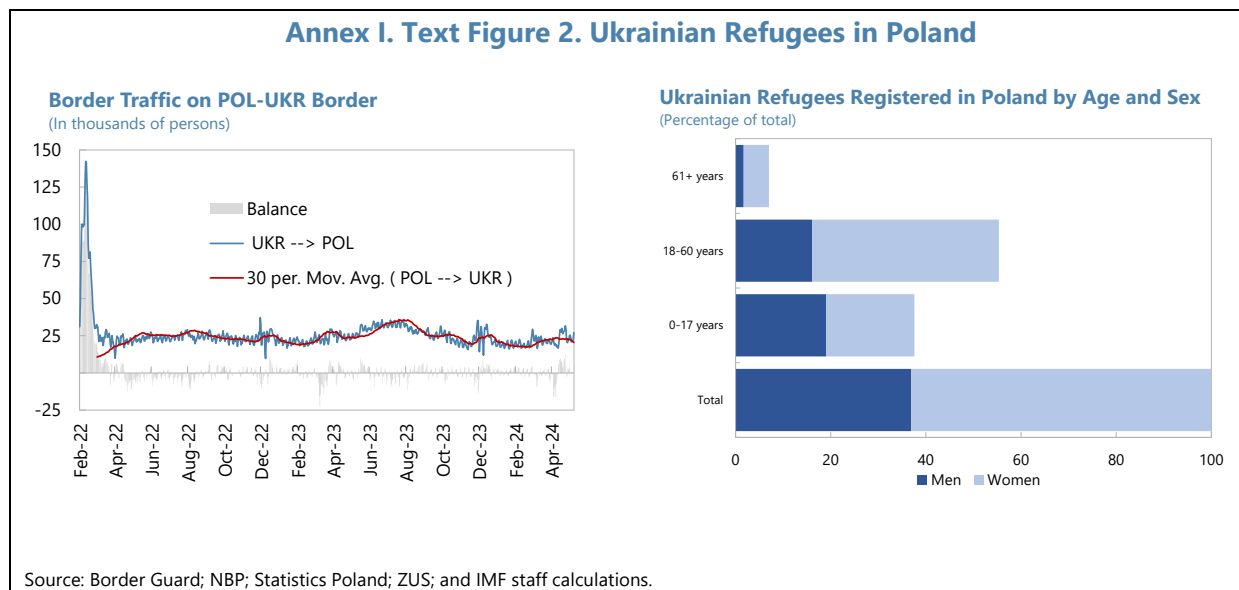 Annex I. Text Figure 2. Ukrainian Refugees in Poland
Border Traffic on POL-UKR Border
(In thousands of persons)
150
125
100
75
50
25
-25
Balance
UKR --> POL
30 per. Mov. Avg. ( POL --> UKR )
Feb-22
Apr-22
Jun-22
Aug-22
Oct-22
Dec-22
Feb-23
Apr-23
Jun-23
Aug-23
Oct-23
Dec-23
Feb-24
Apr-24
Ukrainian Refugees Registered in Poland by Age and Sex
(Percentage of total)
61+ years
18-60 years
0-17 years
Total
0 20 40 60 80 100
Men Women
Source: Border Guard; NBP; Statistics Poland; ZUS; and IMF staff calculations.